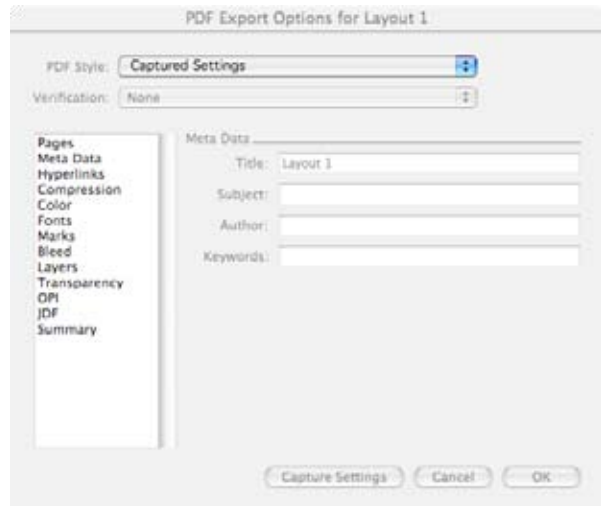 PDF Export Options for Layout 1
PDF Style: Captured Settings
Verification: None
Pages
Meta Data
Hyperlinks
Compression
Color
Fonts
Marks
Bleed
Layers
Transparency
OPI
JDF
Summary
Meta Data
Title: Layout 1
Subject:
Author:
Keywords:
Capture Settings Cancel OK